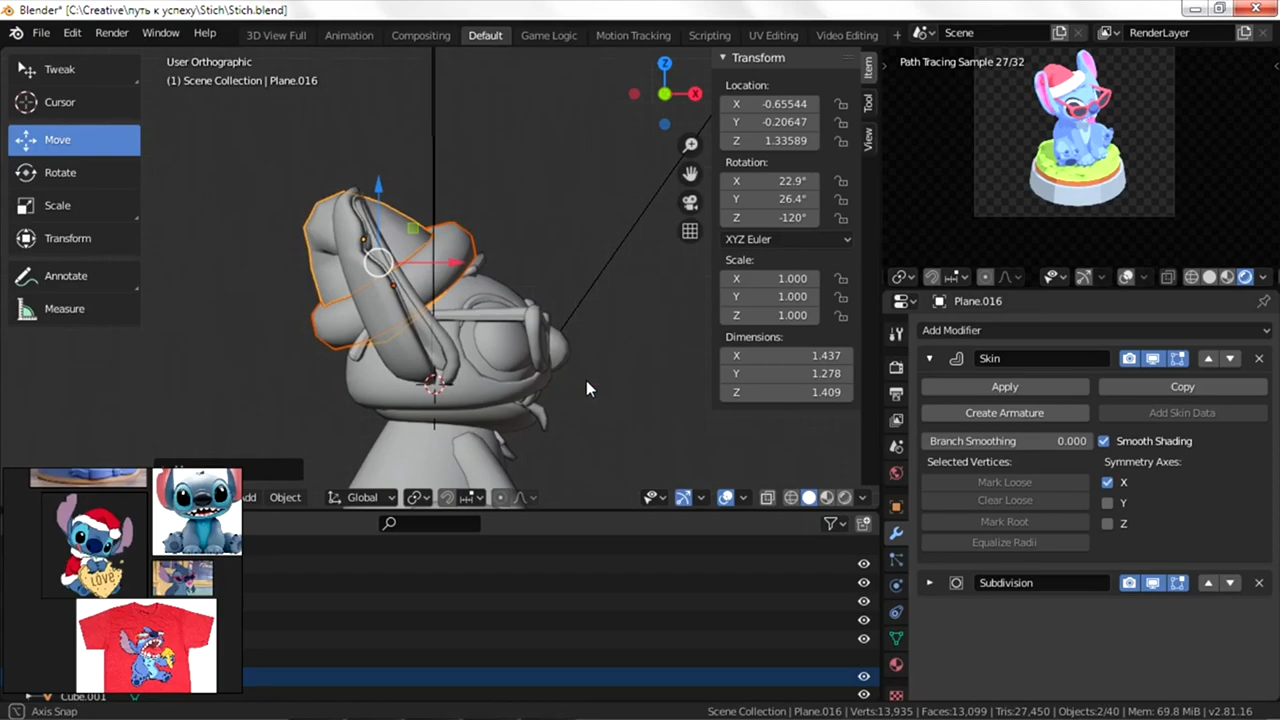 Blender* [C:\Creative\путь к успеху\Stich\Stich.blend]
File Edit Render Window Help
3D View Full Animation Compositing Default Game Logic Motion Tracking Scripting UV Editing Video Editing +
Scene RenderLayer
Tweak
Cursor
Move
Rotate
Scale
Transform
Annotate
Measure
User Orthographic
(1) Scene Collection | Plane.016
Z
X
Transform
Location:
X -0.65544
Y -0.20647
Z 1.33589
Rotation:
X 22.9°
Y 26.4°
Z -120°
XYZ Euler
Scale:
X 1.000
Y 1.000
Z 1.000
Dimensions:
X 1.437
Y 1.278
Z 1.409
Item
Tool
View
Path Tracing Sample 27/32
Plane.016
Add Modifier
Skin
Apply Copy
Create Armature Add Skin Data
Branch Smoothing 0.000 Smooth Shading
Selected Vertices: Symmetry Axes:
Mark Loose X
Clear Loose Y
Mark Root Z
Equalize Radii
Subdivision
Object
Global
LOVE
Cube.001
Axis Snap
Scene Collection | Plane.016 | Verts:13,935 | Faces:13,099 | Tris:27,450 | Objects:2/40 | Mem: 69.8 MiB | v2.81.16